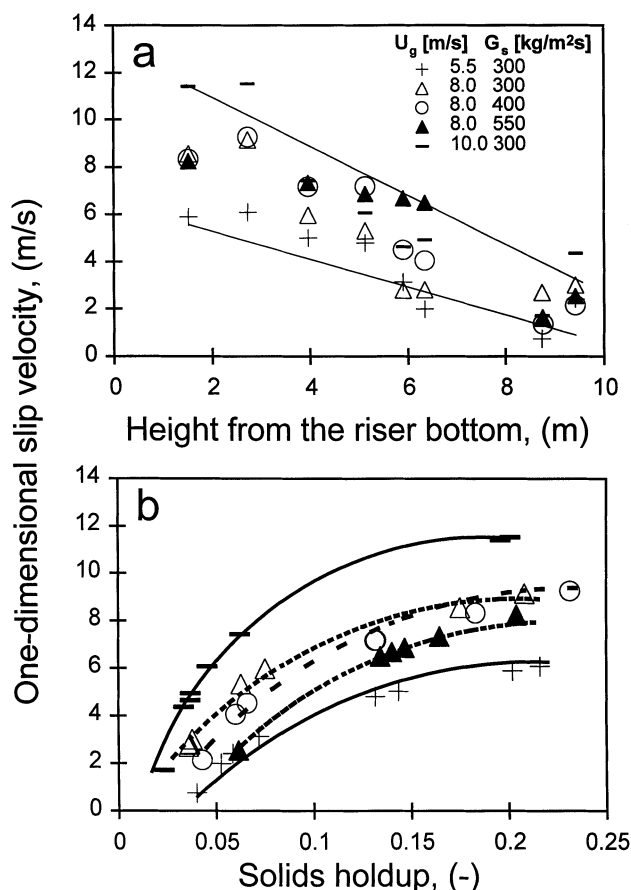 14
a
U_g [m/s] G_s [kg/m²s]
5.5 300
8.0 300
8.0 400
8.0 550
10.0 300
12
10
8
6
4
2
0
0 2 4 6 8 10
Height from the riser bottom, (m)
One-dimensional slip velocity, (m/s)
14
b
12
10
8
6
4
2
0
0 0.05 0.1 0.15 0.2 0.25
Solids holdup, (-)